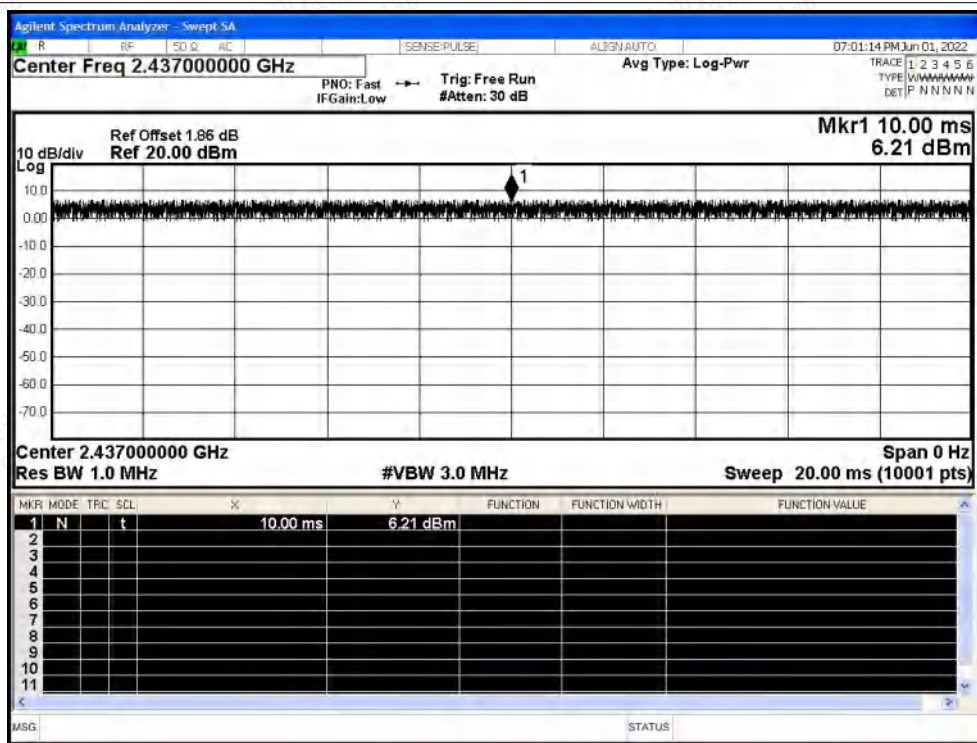 Agilent Spectrum Analyzer - Swept SA
R RF 50 Ω AC SENSE:PULSE ALIGN AUTO 07:01:14 PM Jun 01, 2022
Center Freq 2.437000000 GHz
PNO: Fast
IFGain:Low
Trig: Free Run
#Atten: 30 dB
Avg Type: Log-Pwr
TRACE 1 2 3 4 5 6
TYPE
DET P N N N N N
Ref Offset 1.86 dB
10 dB/div Ref 20.00 dBm
Log
Mkr1 10.00 ms
6.21 dBm
1
10.0
0.00
-10.0
-20.0
-30.0
-40.0
-50.0
-60.0
-70.0
Center 2.437000000 GHz Span 0 Hz
Res BW 1.0 MHz #VBW 3.0 MHz Sweep 20.00 ms (10001 pts)
MKR MODE TRC SCL X Y FUNCTION FUNCTION WIDTH FUNCTION VALUE
1 N t 10.00 ms 6.21 dBm
2
3
4
5
6
7
8
9
10
11
MSG STATUS